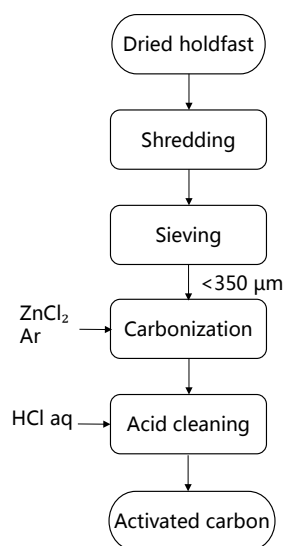 Dried holdfast
Shredding
Sieving
<350 μm
ZnCl₂
Ar
Carbonization
HCl aq
Acid cleaning
Activated carbon